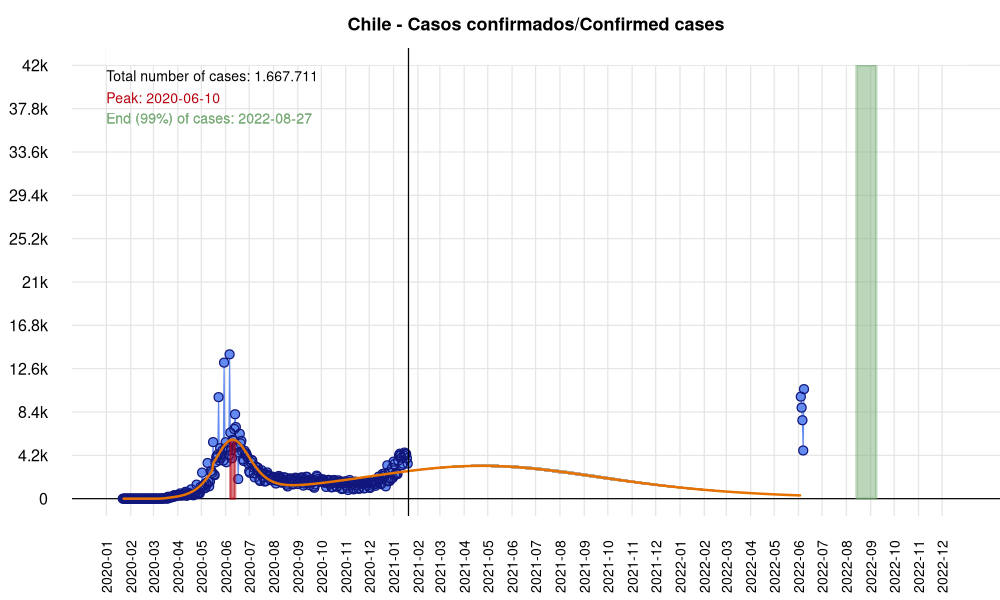 Chile - Casos confirmados/Confirmed cases
Total number of cases: 1.667.711
Peak: 2020-06-10
End (99%) of cases: 2022-08-27
42k
37.8k
33.6k
29.4k
25.2k
21k
16.8k
12.6k
8.4k
4.2k
0
2020-01
2020-02
2020-03
2020-04
2020-05
2020-06
2020-07
2020-08
2020-09
2020-10
2020-11
2020-12
2021-01
2021-02
2021-03
2021-04
2021-05
2021-06
2021-07
2021-08
2021-09
2021-10
2021-11
2021-12
2022-01
2022-02
2022-03
2022-04
2022-05
2022-06
2022-07
2022-08
2022-09
2022-10
2022-11
2022-12